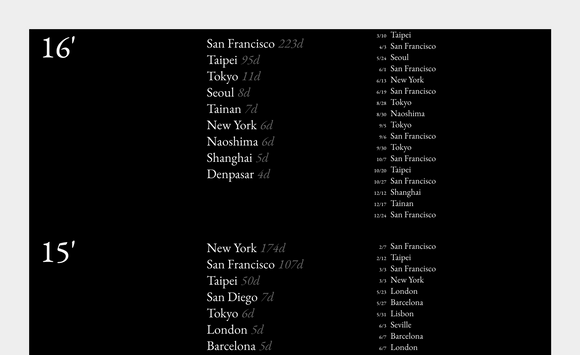 16'
San Francisco 223d
Taipei 95d
Tokyo 11d
Seoul 8d
Tainan 7d
New York 6d
Naoshima 6d
Shanghai 5d
Denpasar 4d
3/10 Taipei
4/3 San Francisco
5/24 Seoul
6/1 San Francisco
6/13 New York
6/19 San Francisco
8/28 Tokyo
8/30 Naoshima
9/5 Tokyo
9/6 San Francisco
9/30 Tokyo
10/7 San Francisco
10/20 Taipei
10/27 San Francisco
12/12 Shanghai
12/17 Tainan
12/24 San Francisco
15'
New York 174d
San Francisco 107d
Taipei 50d
San Diego 7d
Tokyo 6d
London 5d
Barcelona 5d
2/7 San Francisco
2/12 Taipei
3/3 San Francisco
3/3 New York
5/23 London
5/27 Barcelona
5/31 Lisbon
6/3 Seville
6/7 Barcelona
6/7 London